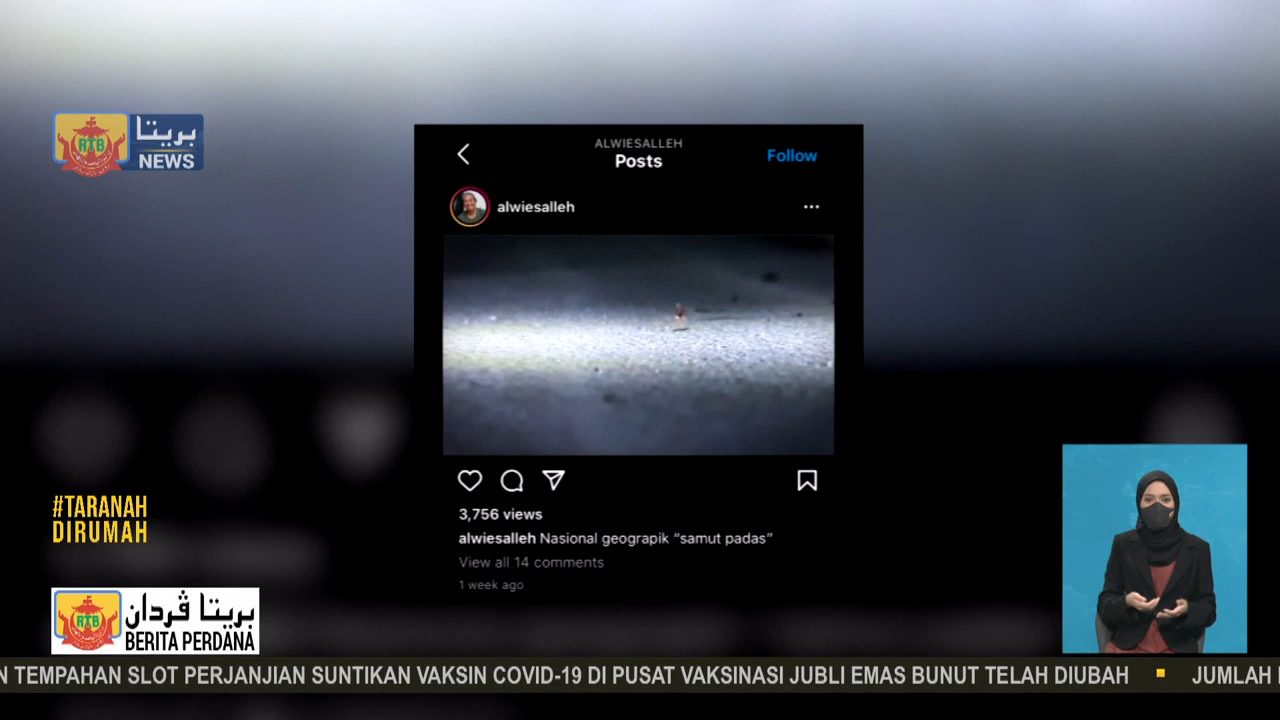 بريتا
RTB
NEWS
ALWIESALLEH
Posts
Follow
alwiesalleh
3,756 views
alwiesalleh Nasional geograpik “samut padas”
View all 14 comments
1 week ago
#TARANAH
DIRUMAH
RTB
بريتا ڤردان
BERITA PERDANA
N TEMPAHAN SLOT PERJANJIAN SUNTIKAN VAKSIN COVID-19 DI PUSAT VAKSINASI JUBLI EMAS BUNUT TELAH DIUBAH ▪ JUMLAH